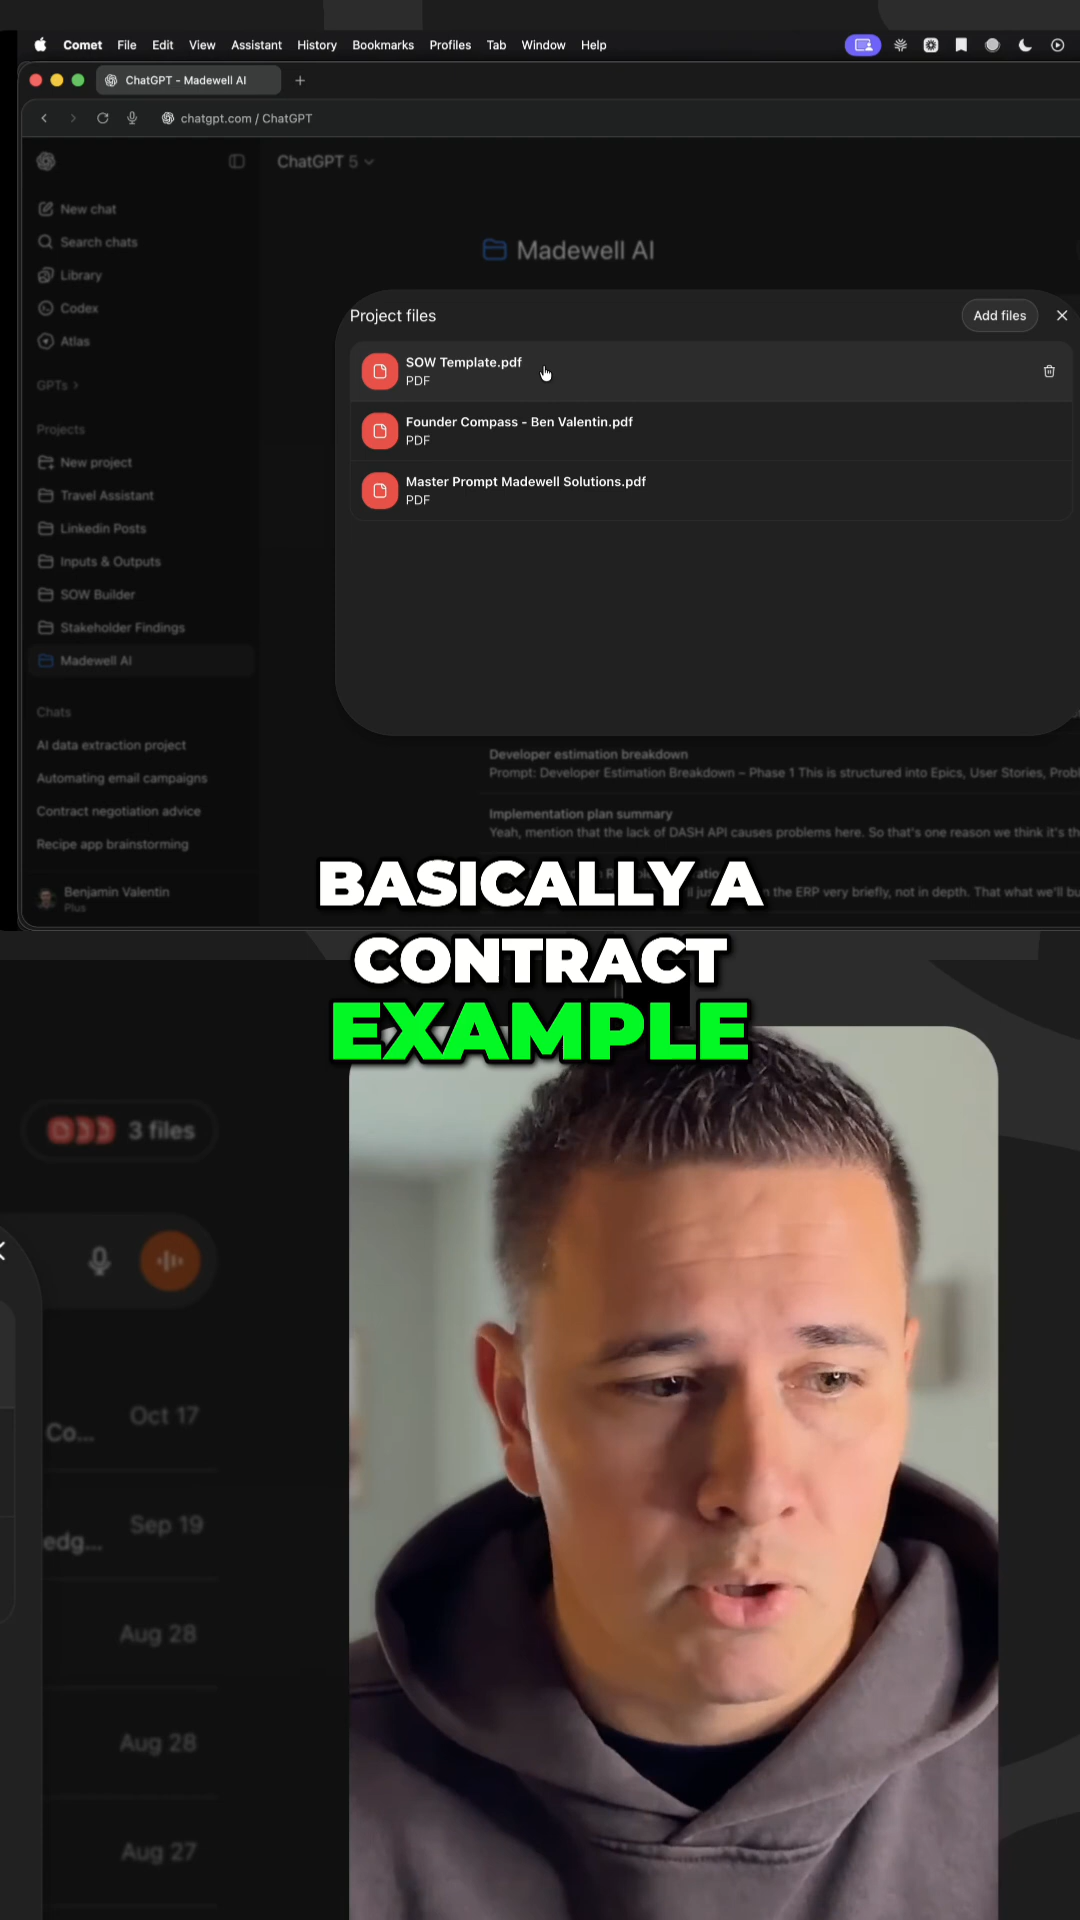 Comet File Edit View Assistant History Bookmarks Profiles Tab Window Help
ChatGPT - Madewell AI
chatgpt.com / ChatGPT
ChatGPT 5
New chat
Search chats
Library
Codex
Atlas
GPTs
Projects
New project
Travel Assistant
Linkedin Posts
Inputs & Outputs
SOW Builder
Stakeholder Findings
Madewell AI
Chats
AI data extraction project
Automating email campaigns
Contract negotiation advice
Recipe app brainstorming
Benjamin Valentin
Plus
Madewell AI
Project files
Add files
SOW Template.pdf
PDF
Founder Compass - Ben Valentin.pdf
PDF
Master Prompt Madewell Solutions.pdf
PDF
Developer estimation breakdown
Prompt: Developer Estimation Breakdown – Phase 1 This is structured into Epics, User Stories,
Implementation plan summary
Yeah, mention that the lack of DASH API causes problems here. So that's one reason we think it's
the ERP very briefly, not in depth. That what we'll
BASICALLY A
CONTRACT
EXAMPLE
3 files
Oct 17
Co...
Sep 19
edg...
Aug 28
Aug 28
Aug 27